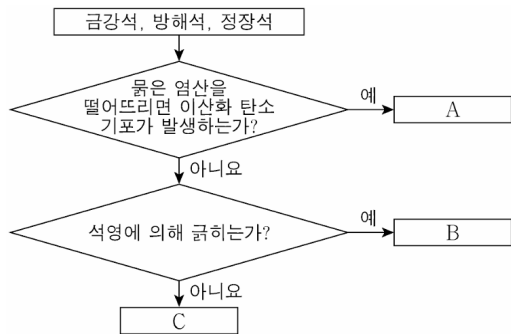 금강석, 방해석, 정장석
묽은 염산을
떨어뜨리면 이산화 탄소
기포가 발생하는가?
예
A
아니요
석영에 의해 긁히는가?
예
B
아니요
C